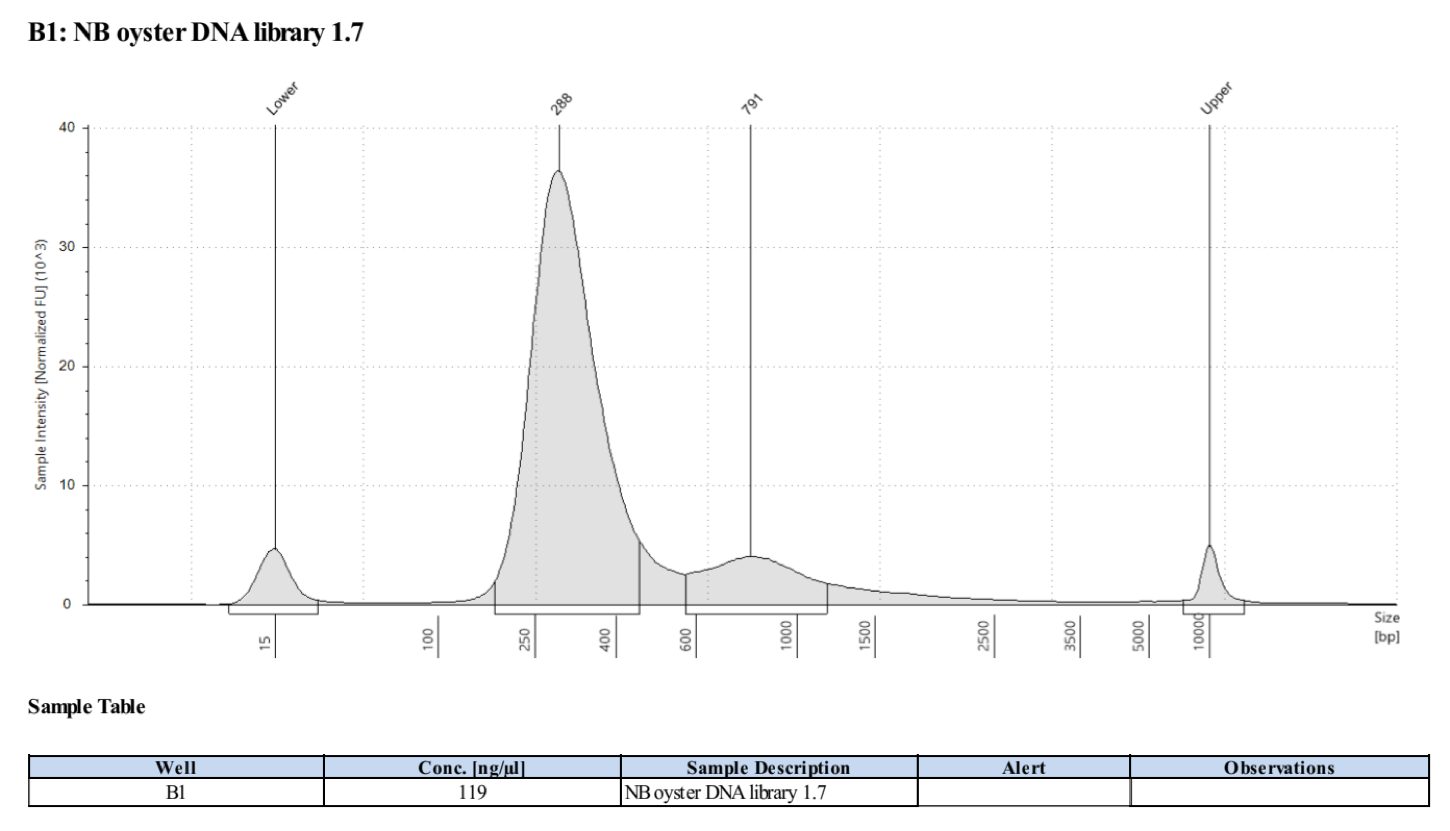 B1: NB oyster DNA library 1.7
Lower
288
791
Upper
40
30
20
10
0
Sample Intensity [Normalized FU] (10^3)
15
100
250
400
600
1000
1500
2500
3500
5000
10000
Size
[bp]
Sample Table
Well Conc. [ng/µl] Sample Description Alert Observations
B1 119 NB oyster DNA library 1.7